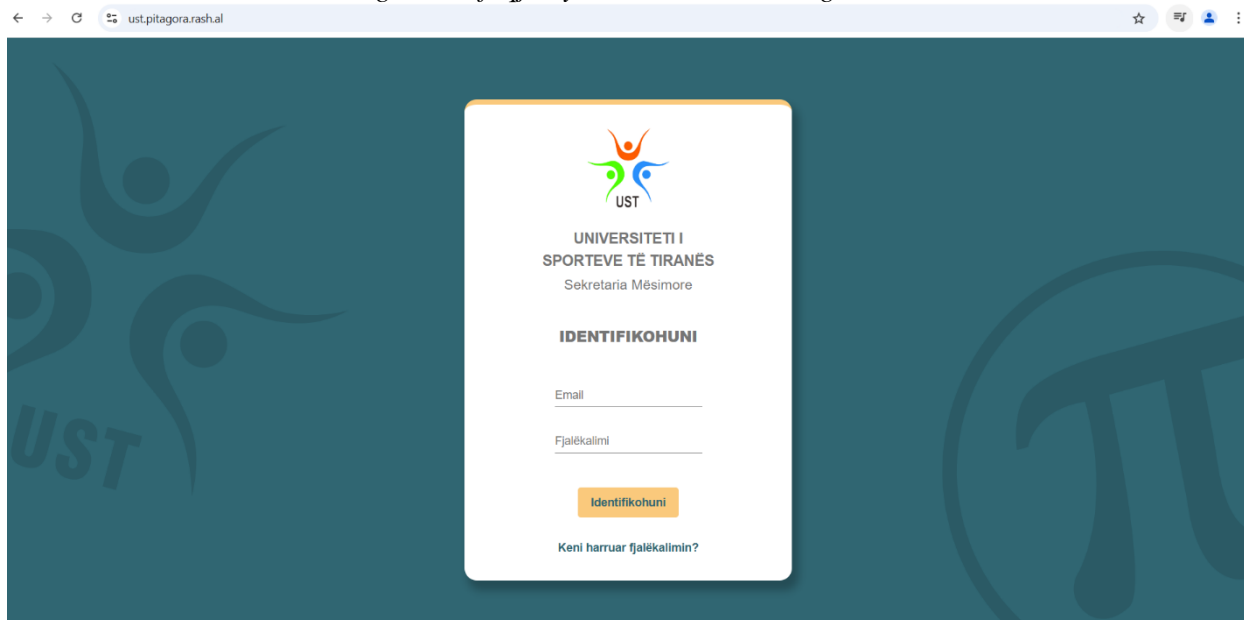 ust.pitagora.rash.al
UST
UNIVERSITETI I
SPORTEVE TË TIRANËS
Sekretaria Mësimore
IDENTIFIKOHUNI
Email
Fjalëkalimi
Identifikohuni
Keni harruar fjalëkalimin?
UST